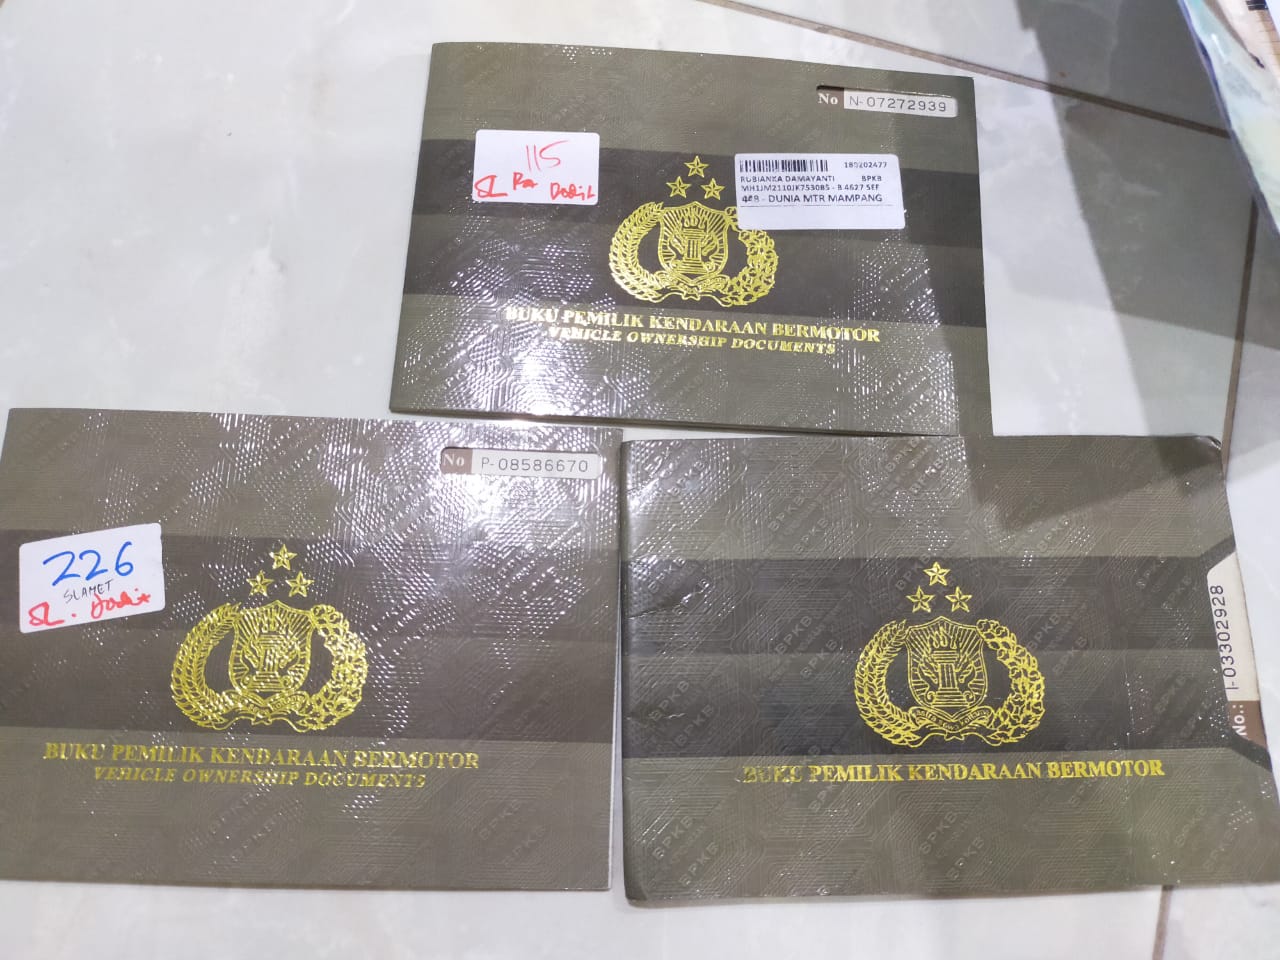 No N-07272939
115
SL Pa Dodit
180202477
RUBIANKA DAMAYANTI BPKB
MH1JM2110JK753085 - B 4627 SEF
468 - DUNIA MTR MAMPANG
BUKU PEMILIK KENDARAAN BERMOTOR
VEHICLE OWNERSHIP DOCUMENTS
No P-08586670
226
SLAMET
SL.
BUKU PEMILIK KENDARAAN BERMOTOR
VEHICLE OWNERSHIP DOCUMENTS
No.: I-03302928
BUKU PEMILIK KENDARAAN BERMOTOR